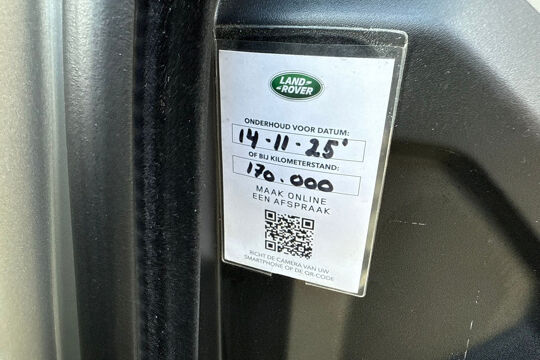 LAND
ROVER
ONDERHOUD VOOR DATUM:
14-11-25'
OF BIJ KILOMETERSTAND:
170.000
MAAK ONLINE
EEN AFSPRAAK
RICHT DE CAMERA VAN UW
SMARTPHONE OP DE QR-CODE